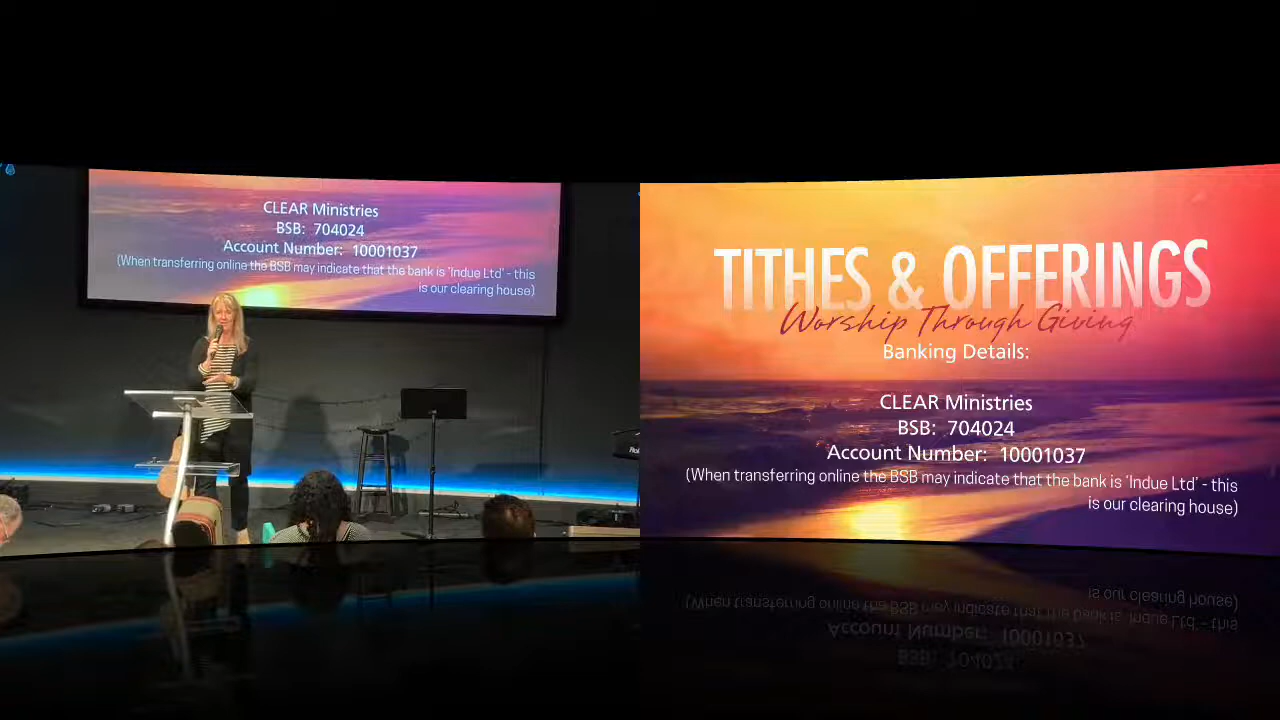 CLEAR Ministries
BSB: 704024
Account Number: 10001037
(When transferring online the BSB may indicate that the bank is 'Indue Ltd' - this
is our clearing house)
TITHES & OFFERINGS
Worship Through Giving
Banking Details:
CLEAR Ministries
BSB: 704024
Account Number: 10001037
(When transferring online the BSB may indicate that the bank is 'Indue Ltd' - this
is our clearing house)